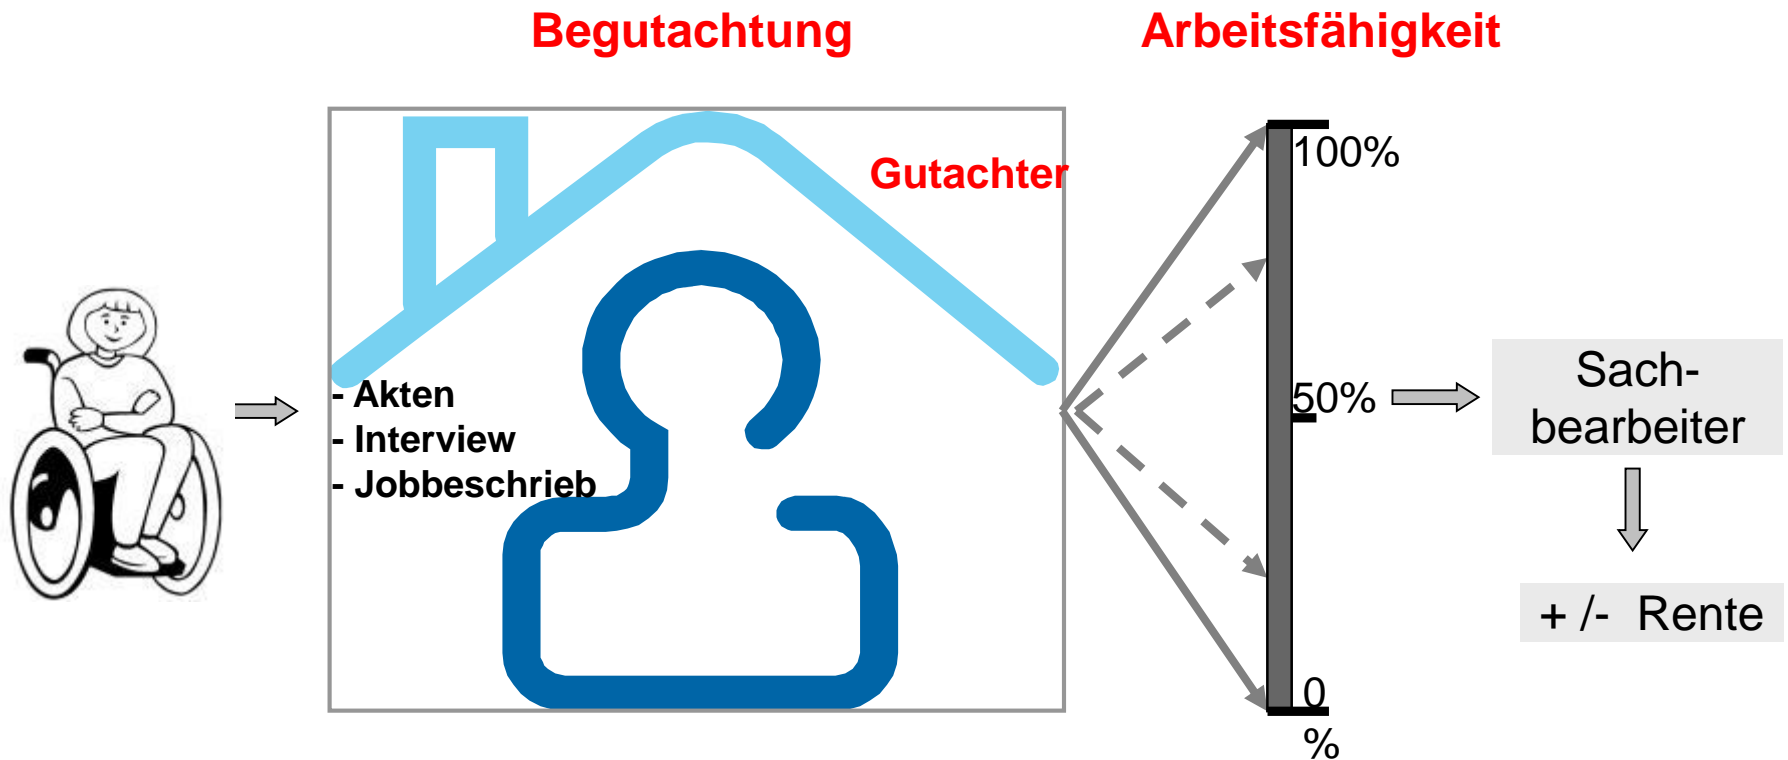 Begutachtung
Arbeitsfähigkeit
Gutachter
- Akten
- Interview
- Jobbeschrieb
100%
50%
0
%
Sach-
bearbeiter
+ /- Rente